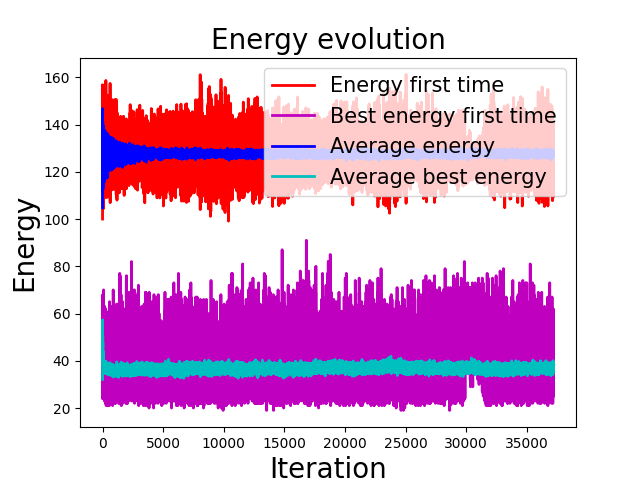 Energy evolution
Energy
160
140
120
100
80
60
40
20
Energy first time
Best energy first time
Average energy
Average best energy
0
5000
10000
15000
20000
25000
30000
35000
Iteration